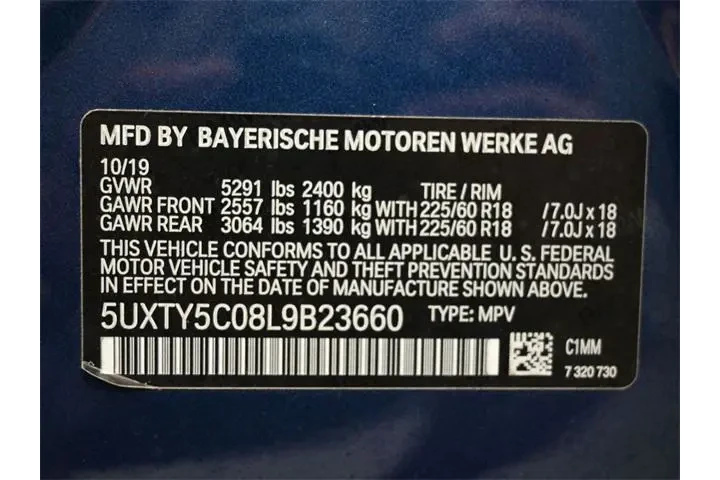 MFD BY BAYERISCHE MOTOREN WERKE AG
10/19
GVWR 5291 lbs 2400 kg TIRE / RIM
GAWR FRONT 2557 lbs 1160 kg WITH 225/60 R18 /7.0J x 18
GAWR REAR 3064 lbs 1390 kg WITH 225/60 R18 /7.0J x 18
THIS VEHICLE CONFORMS TO ALL APPLICABLE U. S. FEDERAL
MOTOR VEHICLE SAFETY AND THEFT PREVENTION STANDARDS
IN EFFECT ON THE DATE OF MANUFACTURE SHOWN ABOVE.
5UXTY5C08L9B23660 TYPE: MPV
C1MM
7 320 730